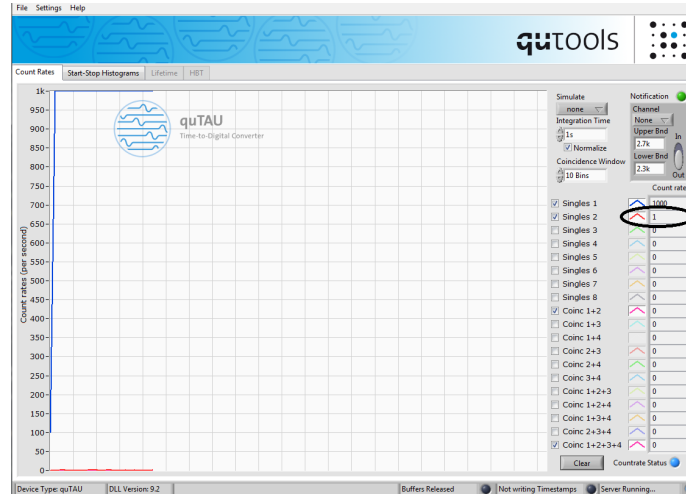 File Settings Help
qutools
Count Rates Start-Stop Histograms Lifetime HBT
quTAU
Time-to-Digital Converter
Count rates (per second)
1k
950
900
850
800
750
700
650
600
550
500
450
400
350
300
250
200
150
100
50
0
Simulate
none
Integration Time
1s
Normalize
Coincidence Window
10 Bins
Notification
Channel
None
Upper Bnd
2.7k
In
Lower Bnd
2.3k
Out
Count rate
Singles 1 1000
Singles 2 1
Singles 3 0
Singles 4 0
Singles 5 0
Singles 6 0
Singles 7 0
Singles 8 0
Coinc 1+2 0
Coinc 1+3 0
Coinc 1+4 0
Coinc 2+3 0
Coinc 2+4 0
Coinc 3+4 0
Coinc 1+2+3 0
Coinc 1+2+4 0
Coinc 1+3+4 0
Coinc 2+3+4 0
Coinc 1+2+3+4 0
Clear Countrate Status
Device Type: quTAU DLL Version: 9.2 Buffers Released Not writing Timestamps Server Running...